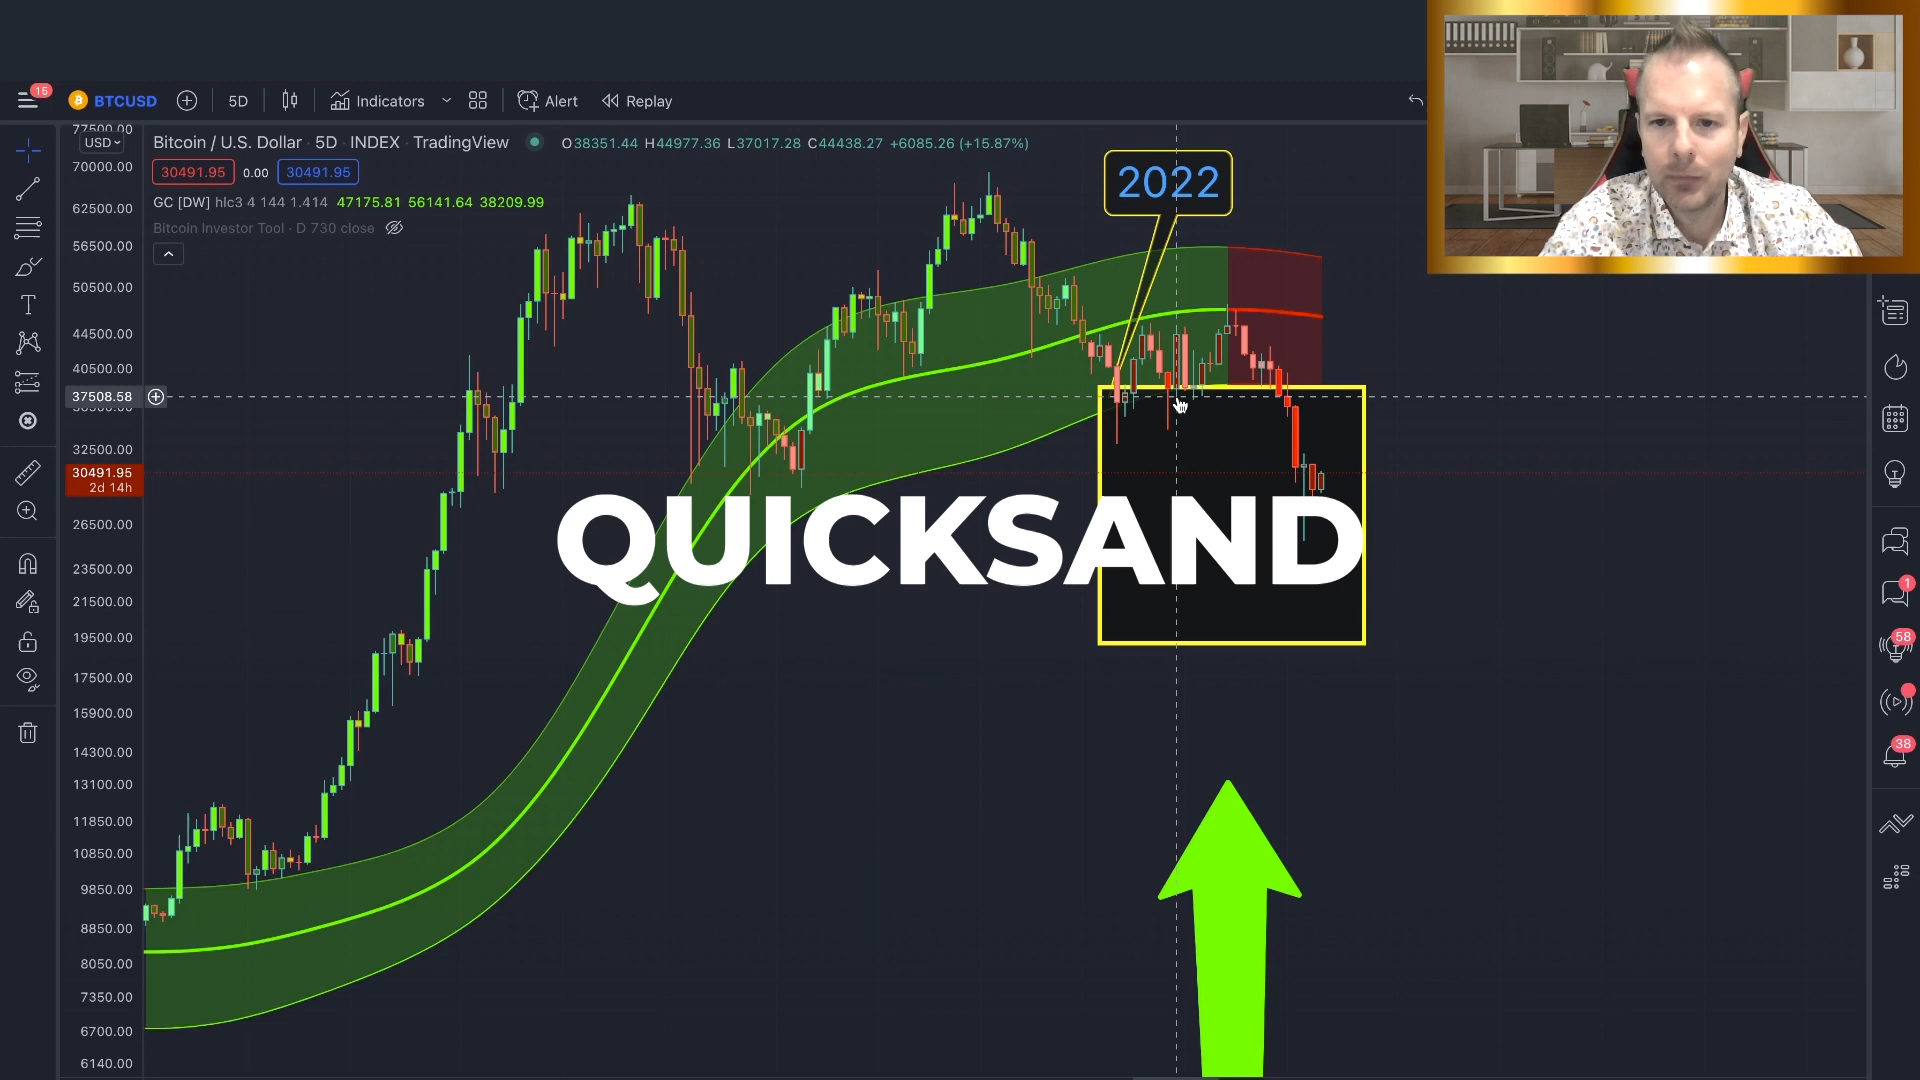 15
BTCUSD
5D
Indicators
Alert
Replay
77500.00
USD
Bitcoin / U.S. Dollar · 5D · INDEX · TradingView
O38351.44 H44977.36 L37017.28 C44438.27 +6085.26 (+15.87%)
30491.95 0.00 30491.95
GC [DW] hlc3 4 144 1.414 47175.81 56141.64 38209.99
Bitcoin Investor Tool · D 730 close
2022
70000.00
62500.00
56500.00
50500.00
44500.00
40500.00
37508.58
32500.00
30491.95
2d 14h
26500.00
23500.00
21500.00
19500.00
17500.00
15900.00
14300.00
13100.00
11850.00
10850.00
9850.00
8850.00
8050.00
7350.00
6700.00
6140.00
QUICKSAND
1
58
38